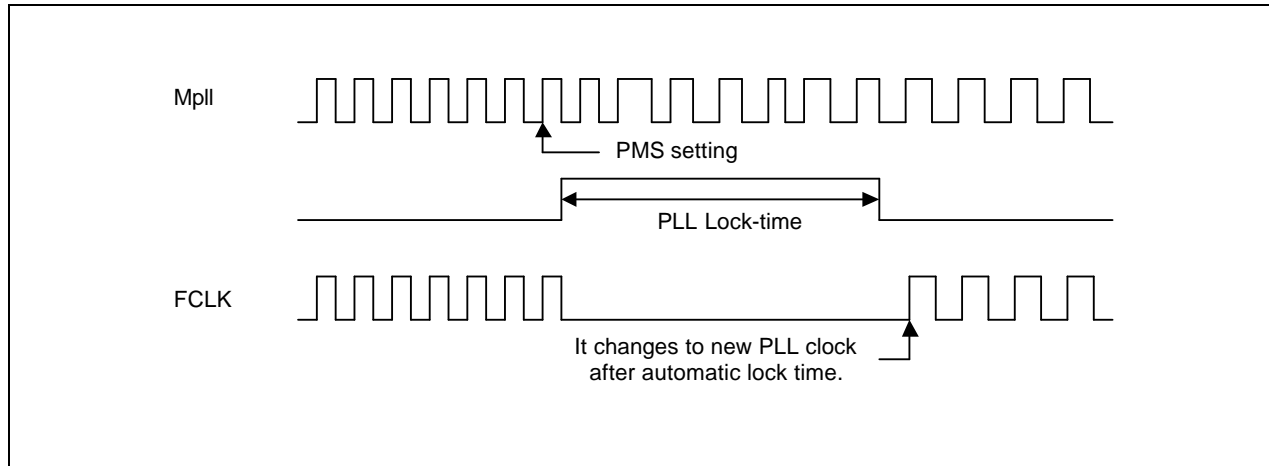 Mpll
PMS setting
PLL Lock-time
FCLK
It changes to new PLL clock
after automatic lock time.